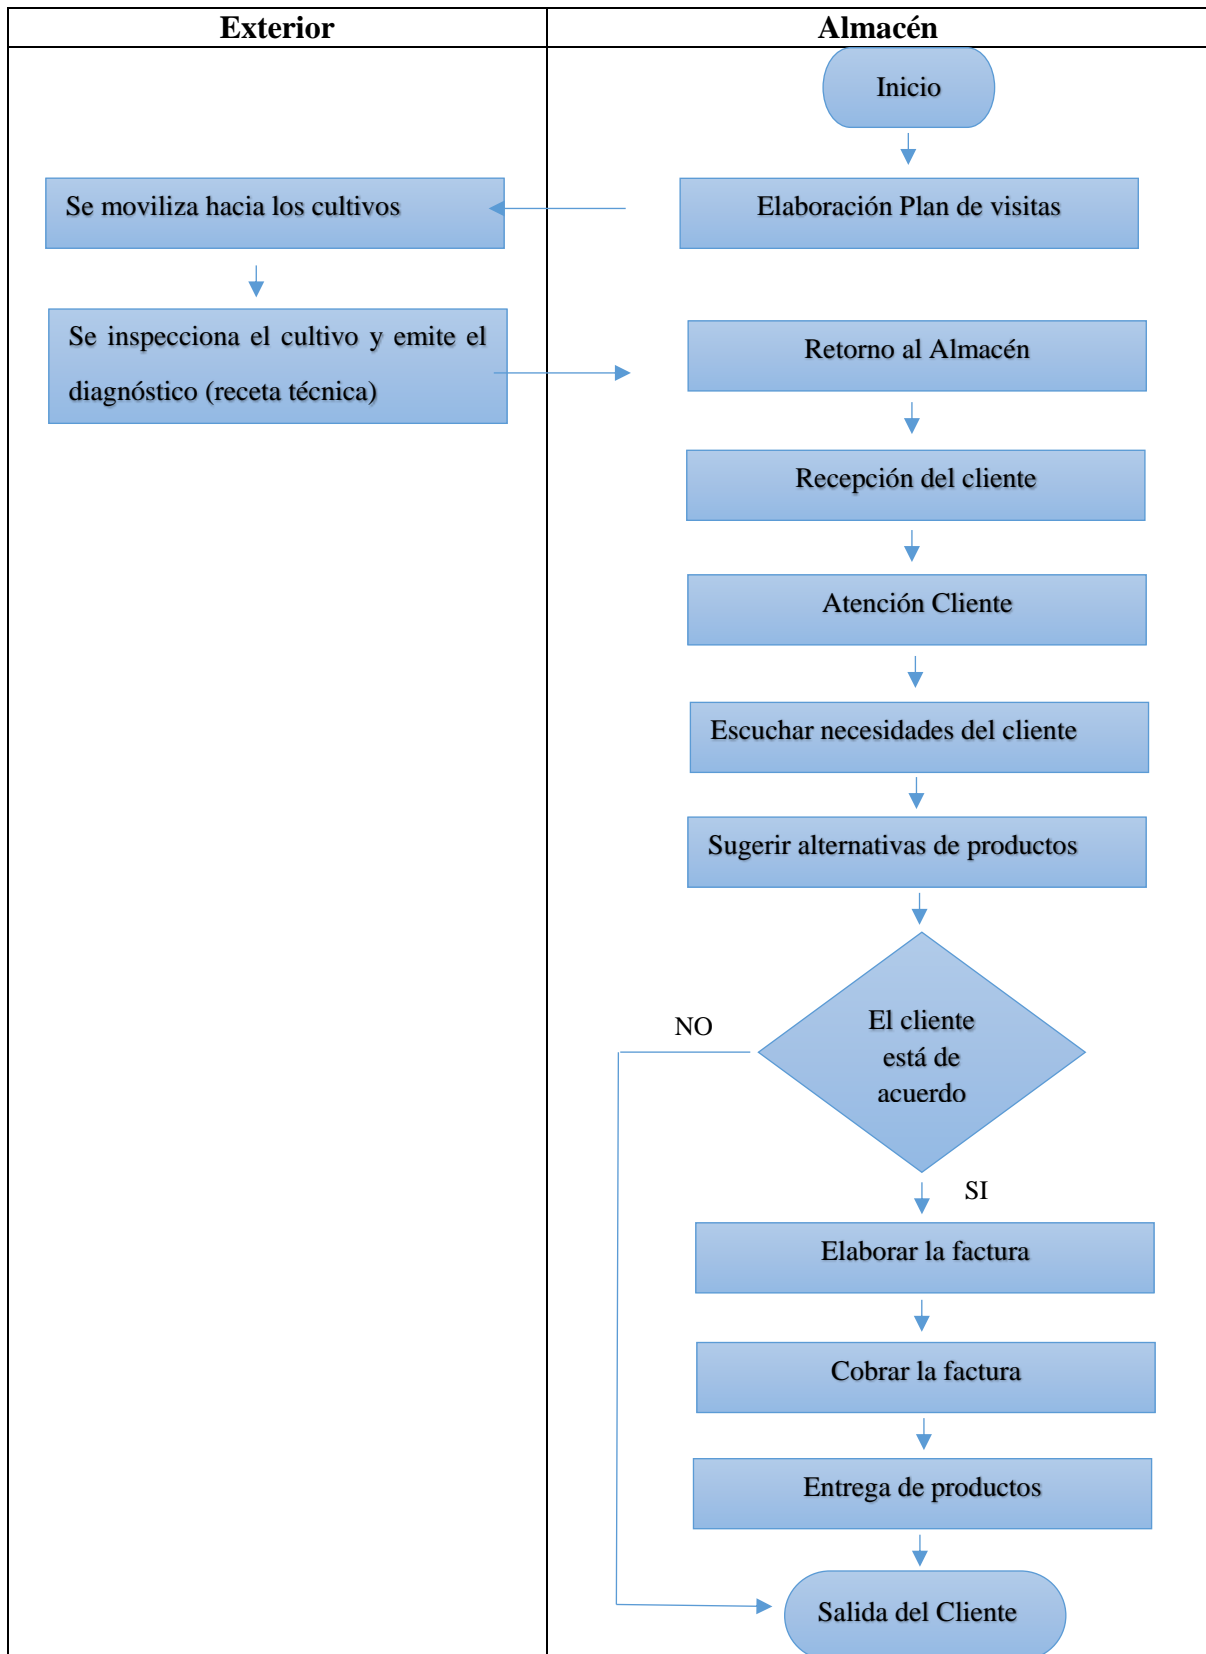 Exterior
Almacén
Inicio
Elaboración Plan de visitas
Se moviliza hacia los cultivos
Se inspecciona el cultivo y emite el
diagnóstico (receta técnica)
Retorno al Almacén
Recepción del cliente
Atención Cliente
Escuchar necesidades del cliente
Sugerir alternativas de productos
El cliente
está de
acuerdo
NO
SI
Elaborar la factura
Cobrar la factura
Entrega de productos
Salida del Cliente